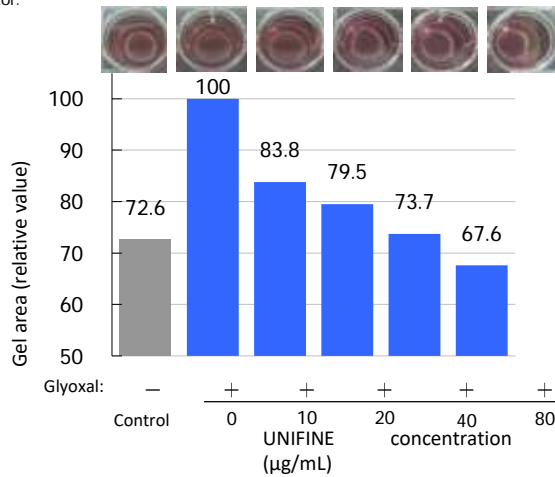 or.
100
100
90
83.8
79.5
80
72.6
73.7
67.6
70
60
50
Gel area (relative value)
Glyoxal: − + + + + +
Control 0 10 20 40 80
UNIFINE concentration
(µg/mL)